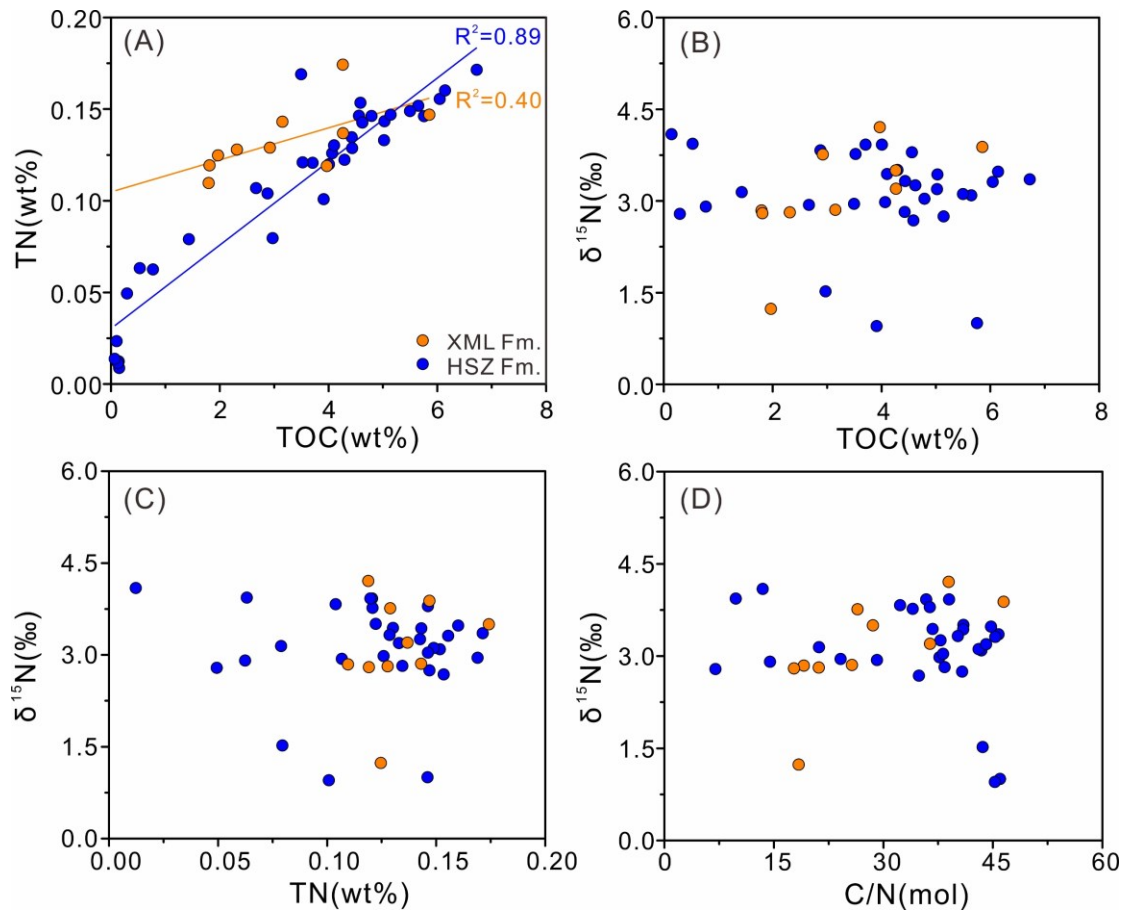 (A)
R²=0.89
R²=0.40
0.20
0.15
0.10
0.05
0.00
TN(wt%)
XML Fm.
HSZ Fm.
0
2
4
6
8
TOC(wt%)
(B)
6.0
4.5
3.0
1.5
0.0
δ¹⁵N(‰)
0
2
4
6
8
TOC(wt%)
(C)
6.0
4.5
3.0
1.5
0.0
δ¹⁵N(‰)
0.00
0.05
0.10
0.15
0.20
TN(wt%)
(D)
6.0
4.5
3.0
1.5
0.0
δ¹⁵N(‰)
0
15
30
45
60
C/N(mol)